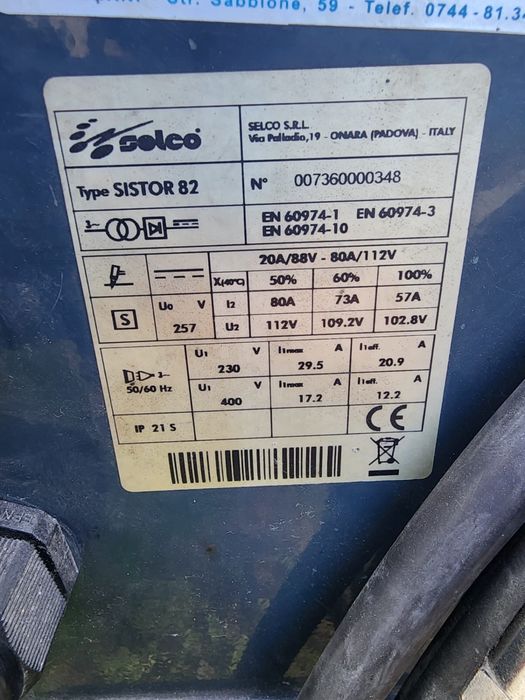 Str. Sabbione, 59 - Telef. 0744 - 81.34
selco
SELCO S.R.L.
Via Palladio, 19 - ONARA (PADOVA) - ITALY
Type SISTOR 82
N° 007360000348
3~
EN 60974-1 EN 60974-3
EN 60974-10
20A/88V - 80A/112V
X(40°C) 50% 60% 100%
S
U0 V
257
I2 80A 73A 57A
U2 112V 109.2V 102.8V
3~
50/60 Hz
U1 V I1max A I1eff. A
230 29.5 20.9
U1 V I1max A I1eff. A
400 17.2 12.2
IP 21 S
CE